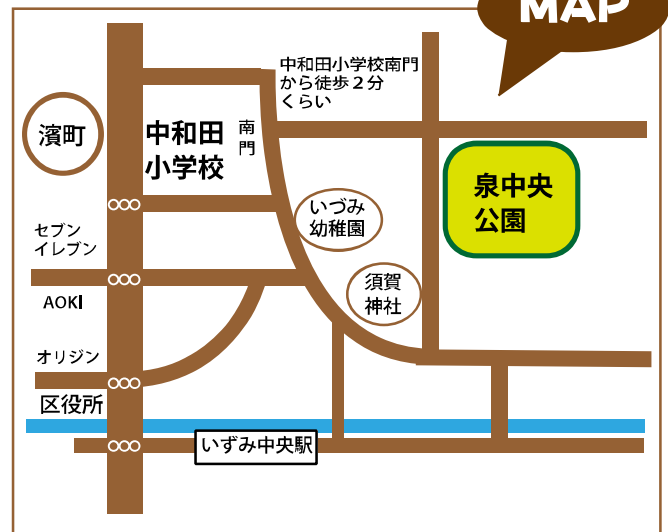 MAP
中和田小学校南門
から徒歩２分
くらい
濱町
中和田
小学校
南
門
泉中央
公園
いづみ
幼稚園
セブン
イレブン
須賀
神社
AOKI
オリジン
区役所
いずみ中央駅